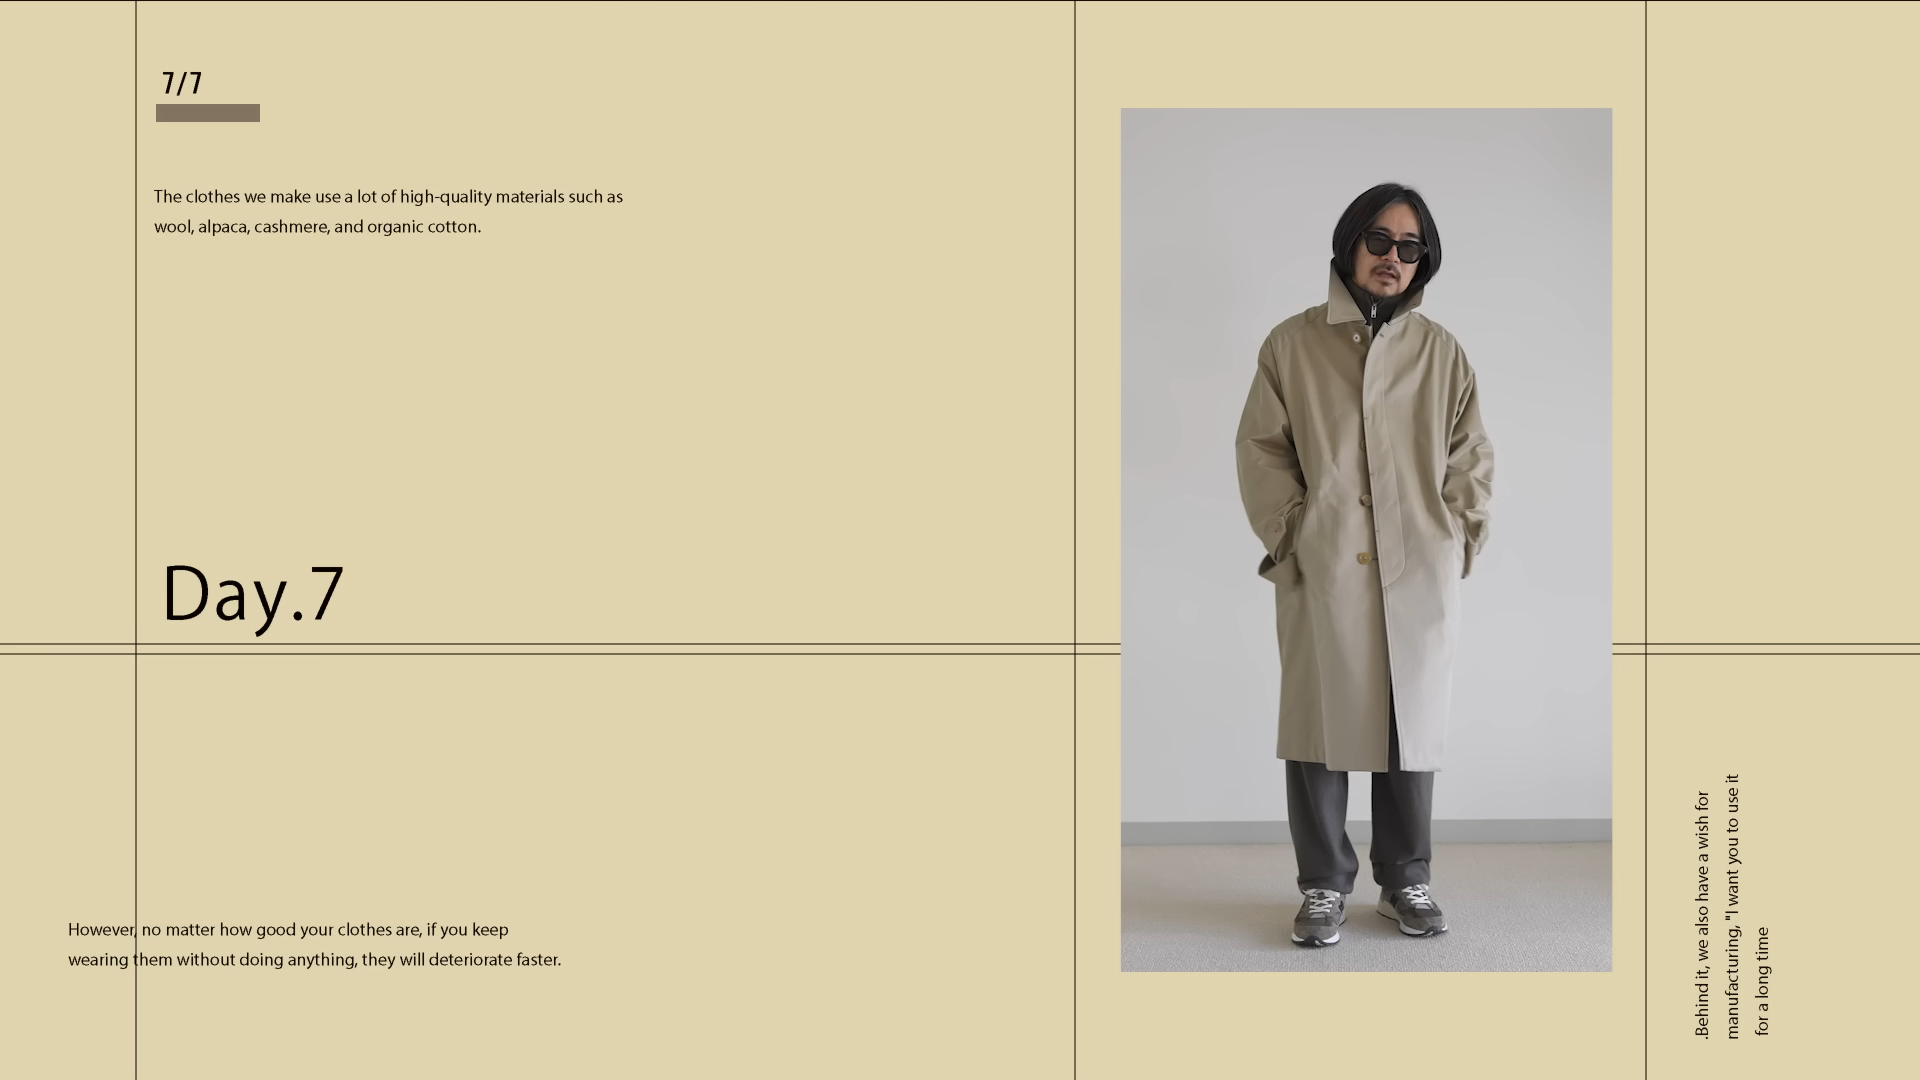 7/7
The clothes we make use a lot of high-quality materials such as
wool, alpaca, cashmere, and organic cotton.
Day.7
However, no matter how good your clothes are, if you keep
wearing them without doing anything, they will deteriorate faster.
.Behind it, we also have a wish for
manufacturing, "I want you to use it
for a long time